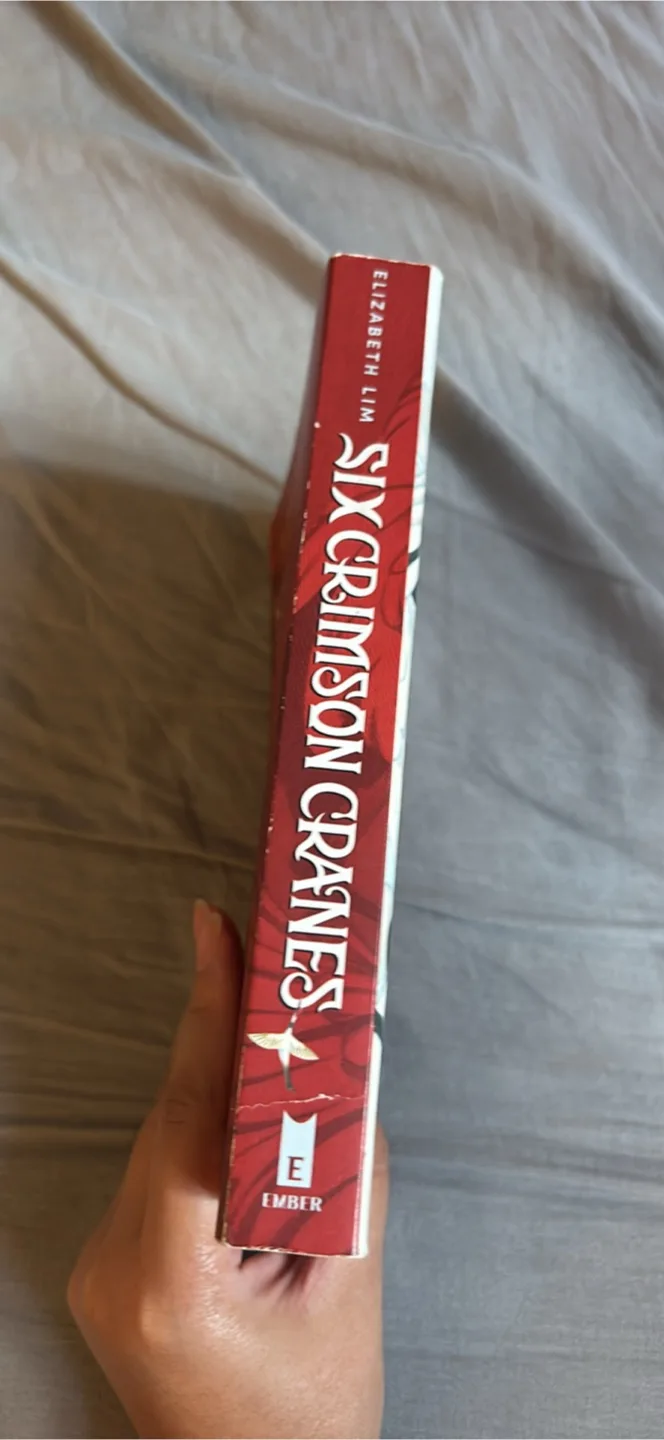 ELIZABETH LIM
SIX CRIMSON CRANES
E
EMBER